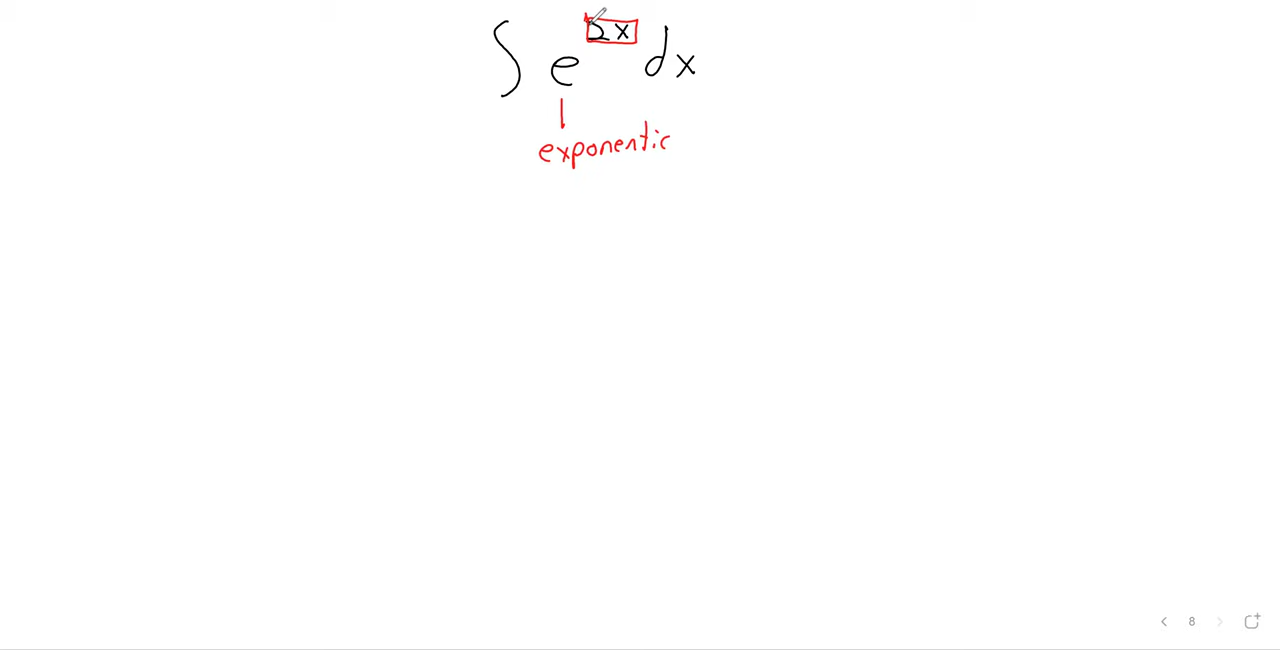 ∫ e^2x dx
exponentic
8